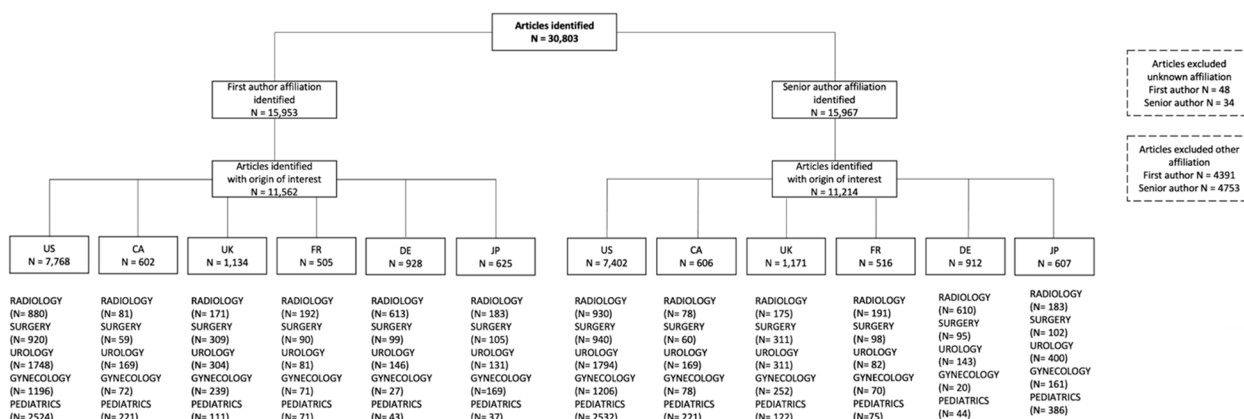 Articles identified
N = 30,803
First author affiliation
identified
N = 15,953
Senior author affiliation
identified
N = 15,967
Articles excluded
unknown affiliation
First author N = 48
Senior author N = 34
Articles identified
with origin of interest
N = 11,562
Articles identified
with origin of interest
N = 11,214
Articles excluded other
affiliation
First author N = 4391
Senior author N = 4753
US
N = 7,768
CA
N = 602
UK
N = 1,134
FR
N = 505
DE
N = 928
JP
N = 625
US
N = 7,402
CA
N = 606
UK
N = 1,171
FR
N = 516
DE
N = 912
JP
N = 607
RADIOLOGY
(N= 880)
SURGERY
(N= 920)
UROLOGY
(N= 1748)
GYNECOLOGY
(N= 1196)
PEDIATRICS
(N= 2524)
RADIOLOGY
(N= 81)
SURGERY
(N= 59)
UROLOGY
(N= 169)
GYNECOLOGY
(N= 72)
PEDIATRICS
(N= 221)
RADIOLOGY
(N= 171)
SURGERY
(N= 309)
UROLOGY
(N= 304)
GYNECOLOGY
(N= 239)
PEDIATRICS
(N= 111)
RADIOLOGY
(N= 192)
SURGERY
(N= 90)
UROLOGY
(N= 81)
GYNECOLOGY
(N= 71)
PEDIATRICS
(N= 71)
RADIOLOGY
(N= 613)
SURGERY
(N= 99)
UROLOGY
(N= 146)
GYNECOLOGY
(N= 27)
PEDIATRICS
(N= 43)
RADIOLOGY
(N= 183)
SURGERY
(N= 105)
UROLOGY
(N= 131)
GYNECOLOGY
(N=169)
PEDIATRICS
(N= 37)
RADIOLOGY
(N= 930)
SURGERY
(N= 940)
UROLOGY
(N= 1794)
GYNECOLOGY
(N= 1206)
PEDIATRICS
(N= 2532)
RADIOLOGY
(N= 78)
SURGERY
(N= 60)
UROLOGY
(N= 169)
GYNECOLOGY
(N= 78)
PEDIATRICS
(N= 221)
RADIOLOGY
(N= 175)
SURGERY
(N= 311)
UROLOGY
(N= 311)
GYNECOLOGY
(N= 252)
PEDIATRICS
(N= 122)
RADIOLOGY
(N= 191)
SURGERY
(N= 98)
UROLOGY
(N= 82)
GYNECOLOGY
(N= 70)
PEDIATRICS
(N=75)
RADIOLOGY
(N= 610)
SURGERY
(N= 95)
UROLOGY
(N= 143)
GYNECOLOGY
(N= 20)
PEDIATRICS
(N= 44)
RADIOLOGY
(N= 183)
SURGERY
(N= 102)
UROLOGY
(N= 400)
GYNECOLOGY
(N= 161)
PEDIATRICS
(N= 386)